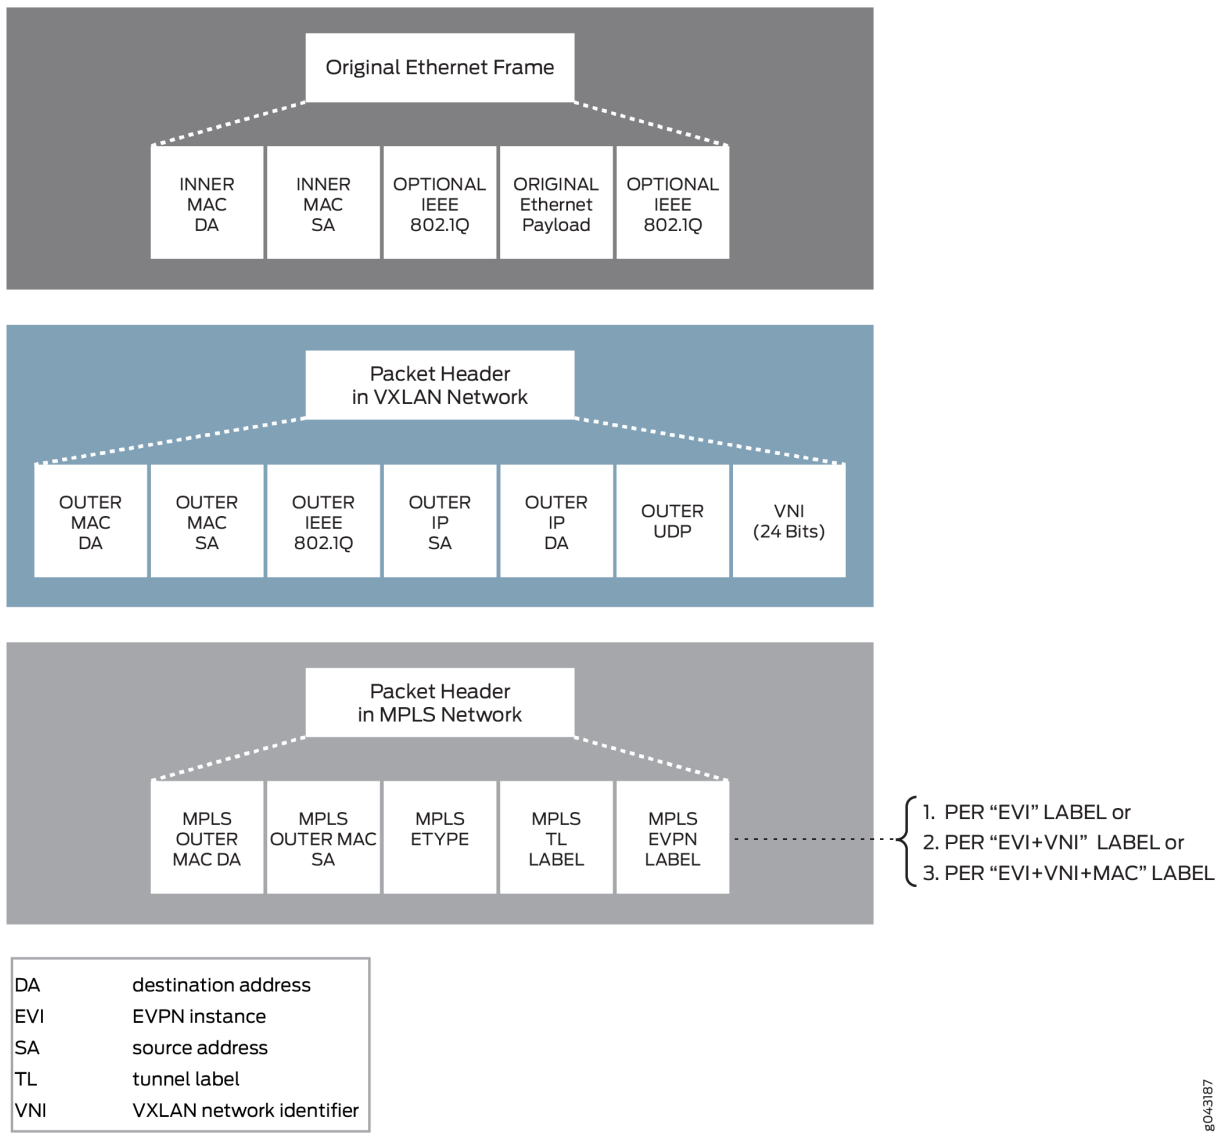 Original Ethernet Frame
INNER
MAC
DA
INNER
MAC
SA
OPTIONAL
IEEE
802.1Q
ORIGINAL
Ethernet
Payload
OPTIONAL
IEEE
802.1Q
Packet Header
in VXLAN Network
OUTER
MAC
DA
OUTER
MAC
SA
OUTER
IEEE
802.1Q
OUTER
IP
SA
OUTER
IP
DA
OUTER
UDP
VNI
(24 Bits)
Packet Header
in MPLS Network
MPLS
OUTER
MAC DA
MPLS
OUTER MAC
SA
MPLS
ETYPE
MPLS
TL
LABEL
MPLS
EVPN
LABEL
1. PER “EVI” LABEL or
2. PER “EVI+VNI” LABEL or
3. PER “EVI+VNI+MAC” LABEL
DA destination address
EVI EVPN instance
SA source address
TL tunnel label
VNI VXLAN network identifier
g043187